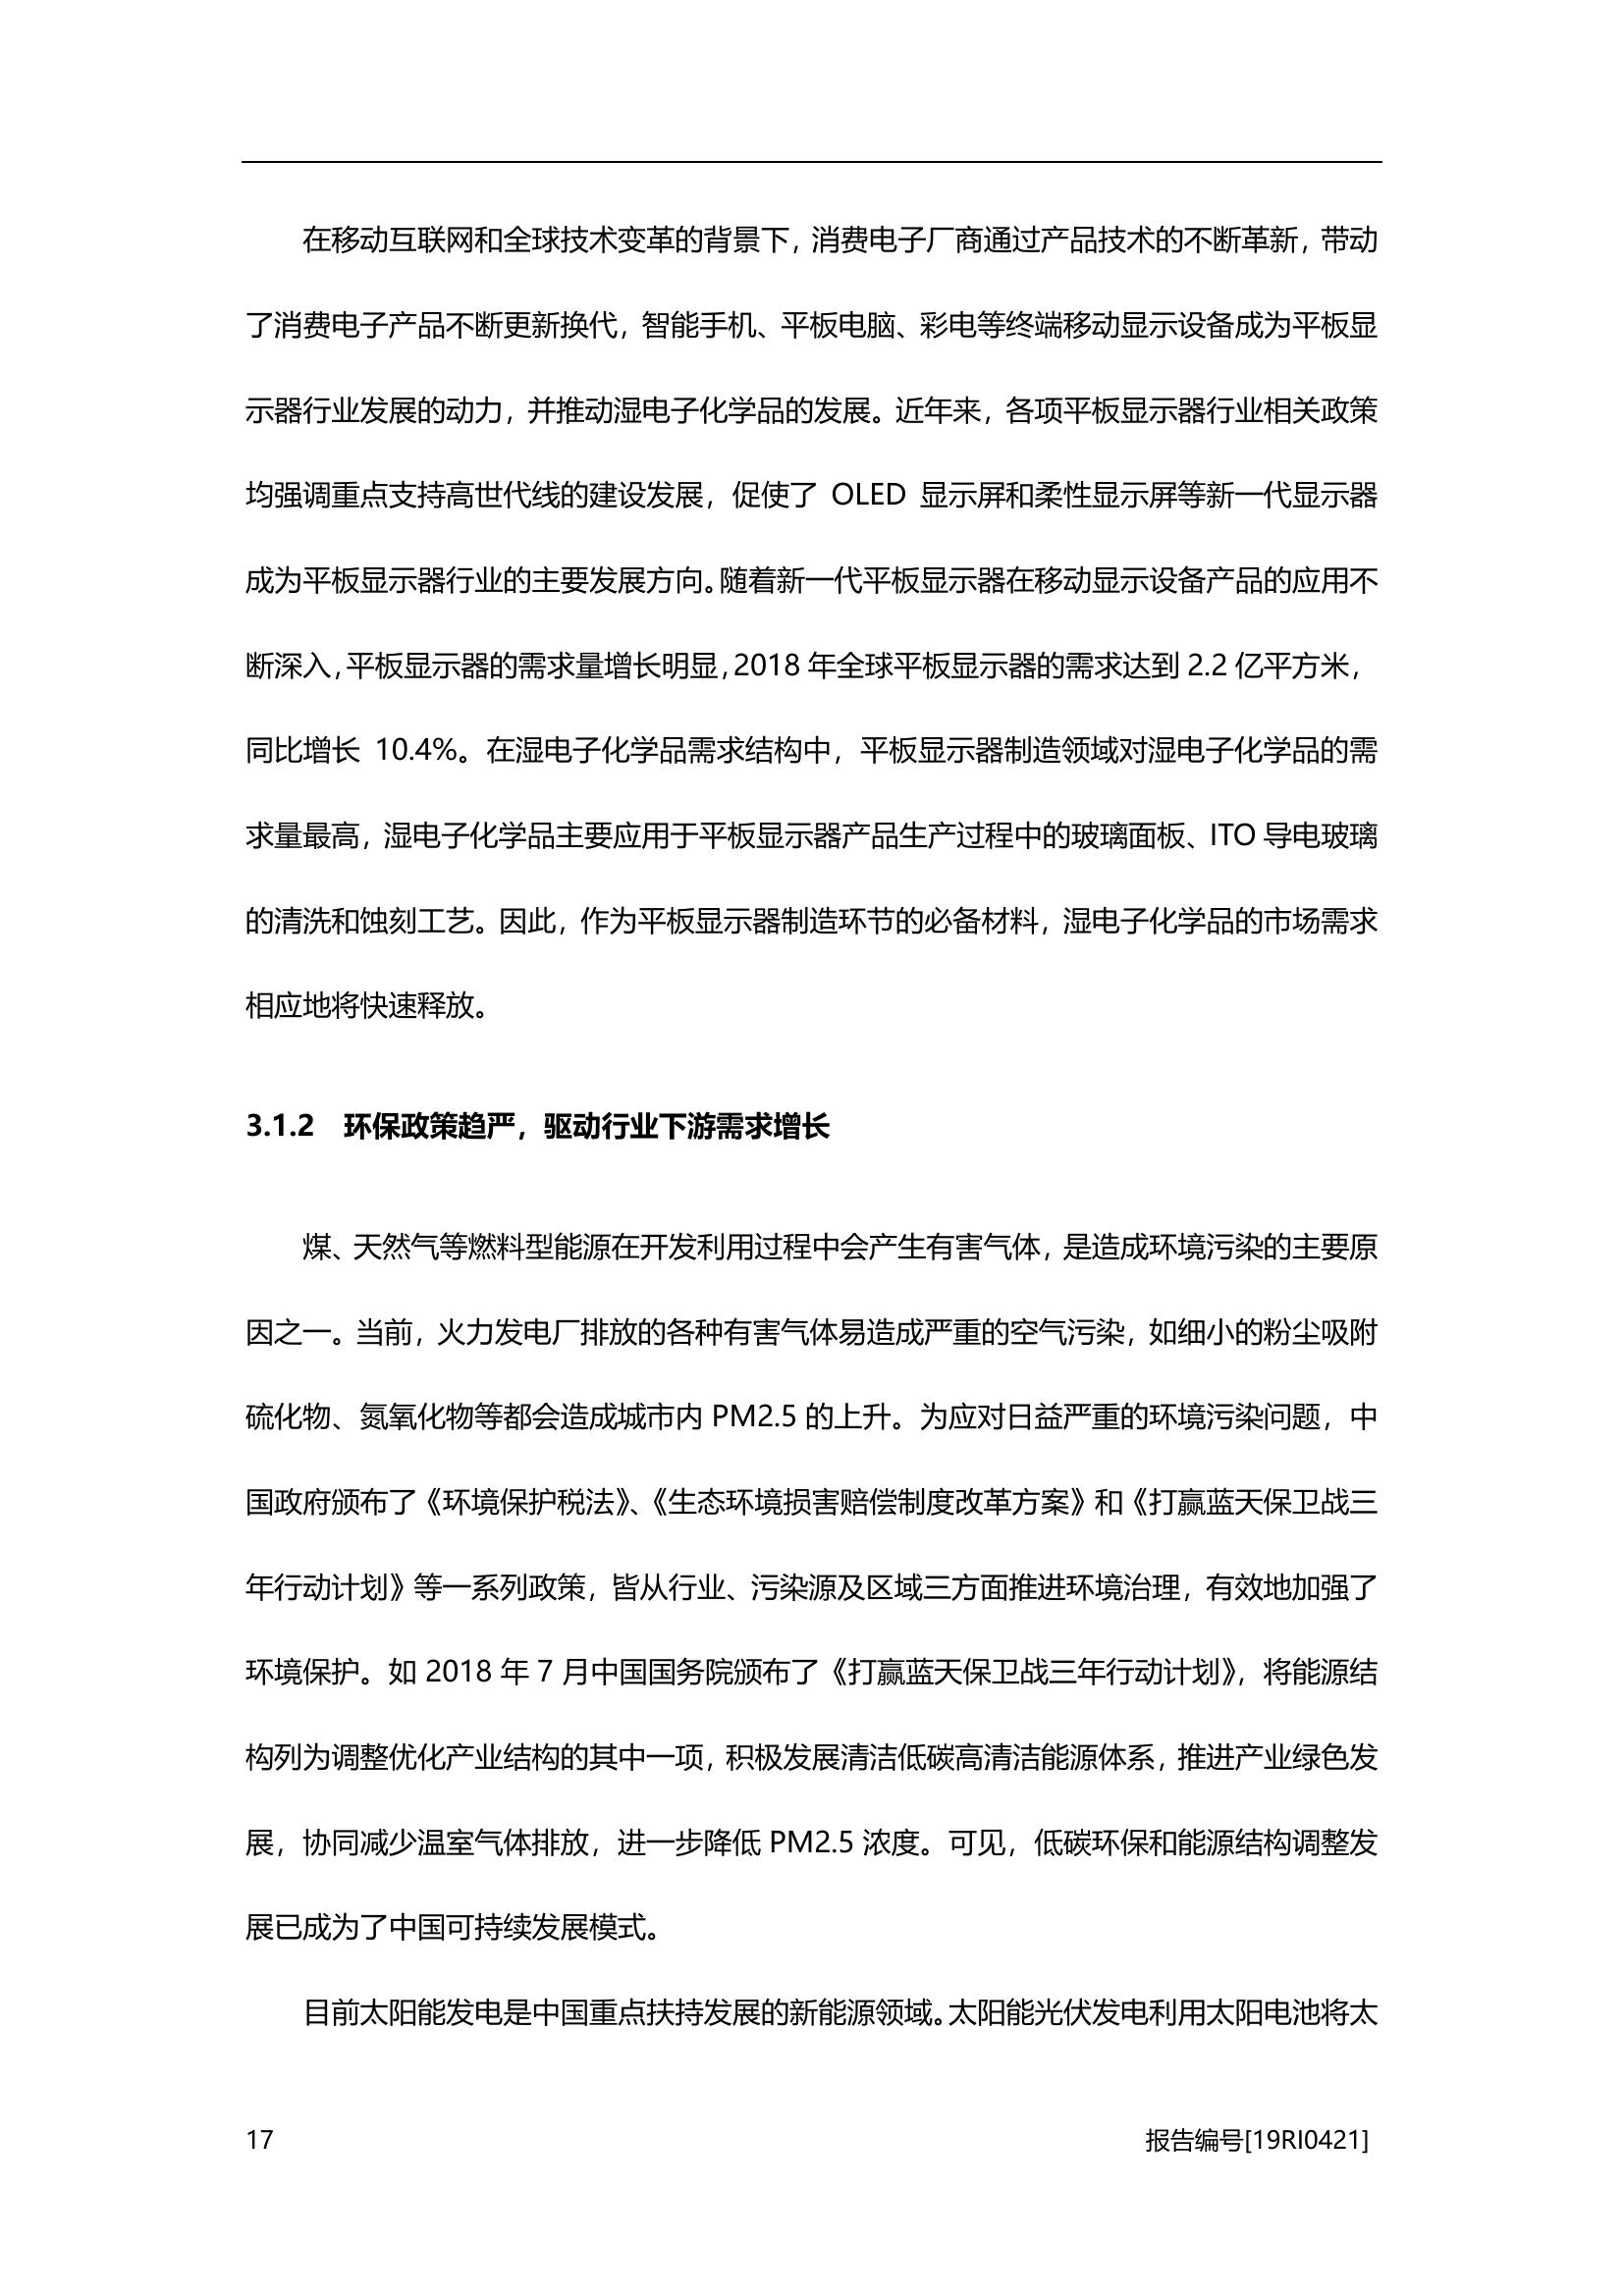 在移动互联网和全球技术变革的背景下，消费电子厂商通过产品技术的不断革新，带动
了消费电子产品不断更新换代，智能手机、平板电脑、彩电等终端移动显示设备成为平板显
示器行业发展的动力，并推动湿电子化学品的发展。近年来，各项平板显示器行业相关政策
均强调重点支持高世代线的建设发展，促使了 OLED 显示屏和柔性显示屏等新一代显示器
成为平板显示器行业的主要发展方向。随着新一代平板显示器在移动显示设备产品的应用不
断深入，平板显示器的需求量增长明显，2018 年全球平板显示器的需求达到 2.2 亿平方米，
同比增长 10.4%。在湿电子化学品需求结构中，平板显示器制造领域对湿电子化学品的需
求量最高，湿电子化学品主要应用于平板显示器产品生产过程中的玻璃面板、ITO 导电玻璃
的清洗和蚀刻工艺。因此，作为平板显示器制造环节的必备材料，湿电子化学品的市场需求
相应地将快速释放。
3.1.2 环保政策趋严，驱动行业下游需求增长
煤、天然气等燃料型能源在开发利用过程中会产生有害气体，是造成环境污染的主要原
因之一。当前，火力发电厂排放的各种有害气体易造成严重的空气污染，如细小的粉尘吸附
硫化物、氮氧化物等都会造成城市内 PM2.5 的上升。为应对日益严重的环境污染问题，中
国政府颁布了《环境保护税法》、《生态环境损害赔偿制度改革方案》和《打赢蓝天保卫战三
年行动计划》等一系列政策，皆从行业、污染源及区域三方面推进环境治理，有效地加强了
环境保护。如 2018 年 7 月中国国务院颁布了《打赢蓝天保卫战三年行动计划》，将能源结
构列为调整优化产业结构的其中一项，积极发展清洁低碳高清洁能源体系，推进产业绿色发
展，协同减少温室气体排放，进一步降低 PM2.5 浓度。可见，低碳环保和能源结构调整发
展已成为了中国可持续发展模式。
目前太阳能发电是中国重点扶持发展的新能源领域。太阳能光伏发电利用太阳电池将太
17 报告编号[19RI0421]